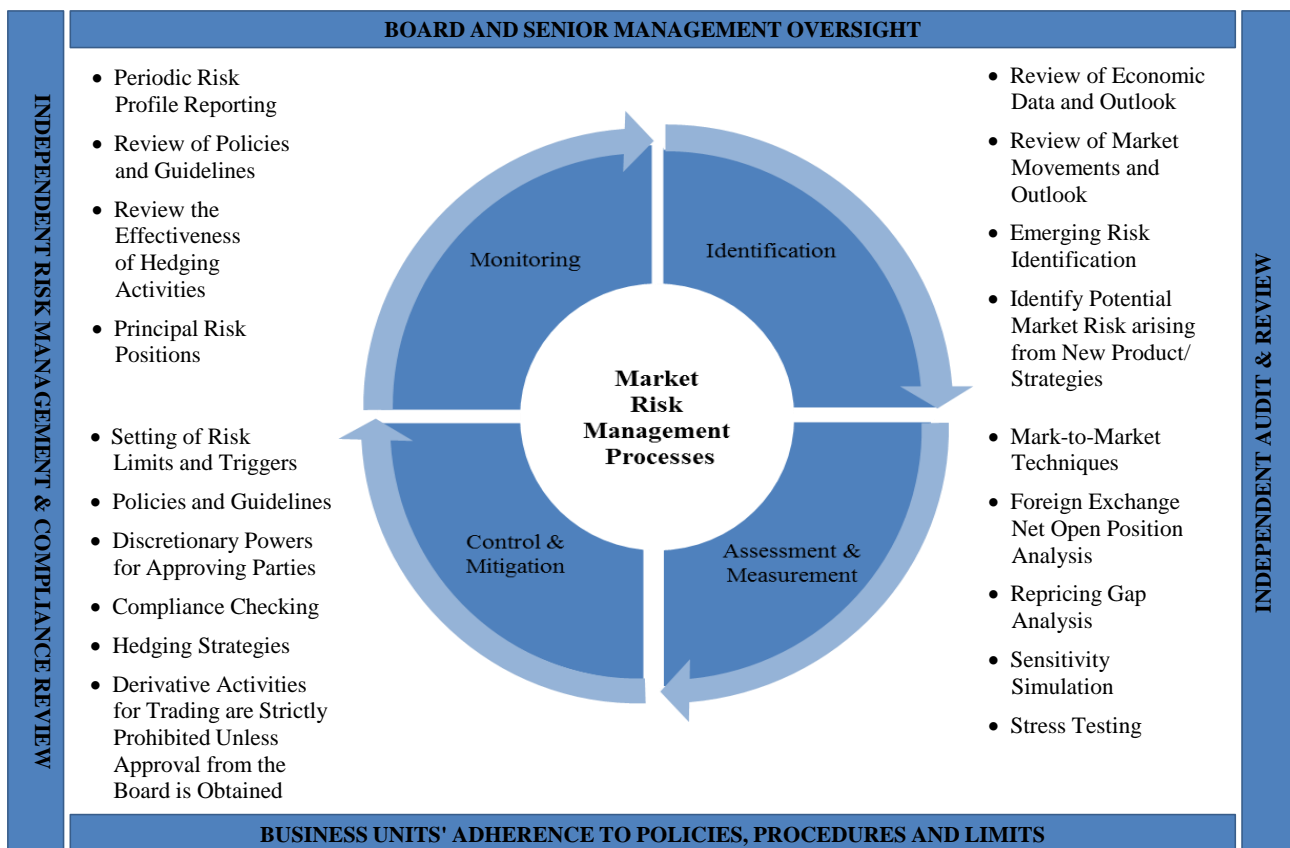 BOARD AND SENIOR MANAGEMENT OVERSIGHT
INDEPENDENT RISK MANAGEMENT & COMPLIANCE REVIEW
• Periodic Risk
Profile Reporting
• Review of Policies
and Guidelines
• Review the
Effectiveness
of Hedging
Activities
• Principal Risk
Positions
Monitoring
Identification
• Review of Economic
Data and Outlook
• Review of Market
Movements and
Outlook
• Emerging Risk
Identification
• Identify Potential
Market Risk arising
from New Product/
Strategies
Market
Risk
Management
Processes
• Setting of Risk
Limits and Triggers
• Policies and Guidelines
• Discretionary Powers
for Approving Parties
• Compliance Checking
• Hedging Strategies
• Derivative Activities
for Trading are Strictly
Prohibited Unless
Approval from the
Board is Obtained
Control &
Mitigation
Assessment &
Measurement
• Mark-to-Market
Techniques
• Foreign Exchange
Net Open Position
Analysis
• Repricing Gap
Analysis
• Sensitivity
Simulation
• Stress Testing
INDEPENDENT AUDIT & REVIEW
BUSINESS UNITS' ADHERENCE TO POLICIES, PROCEDURES AND LIMITS